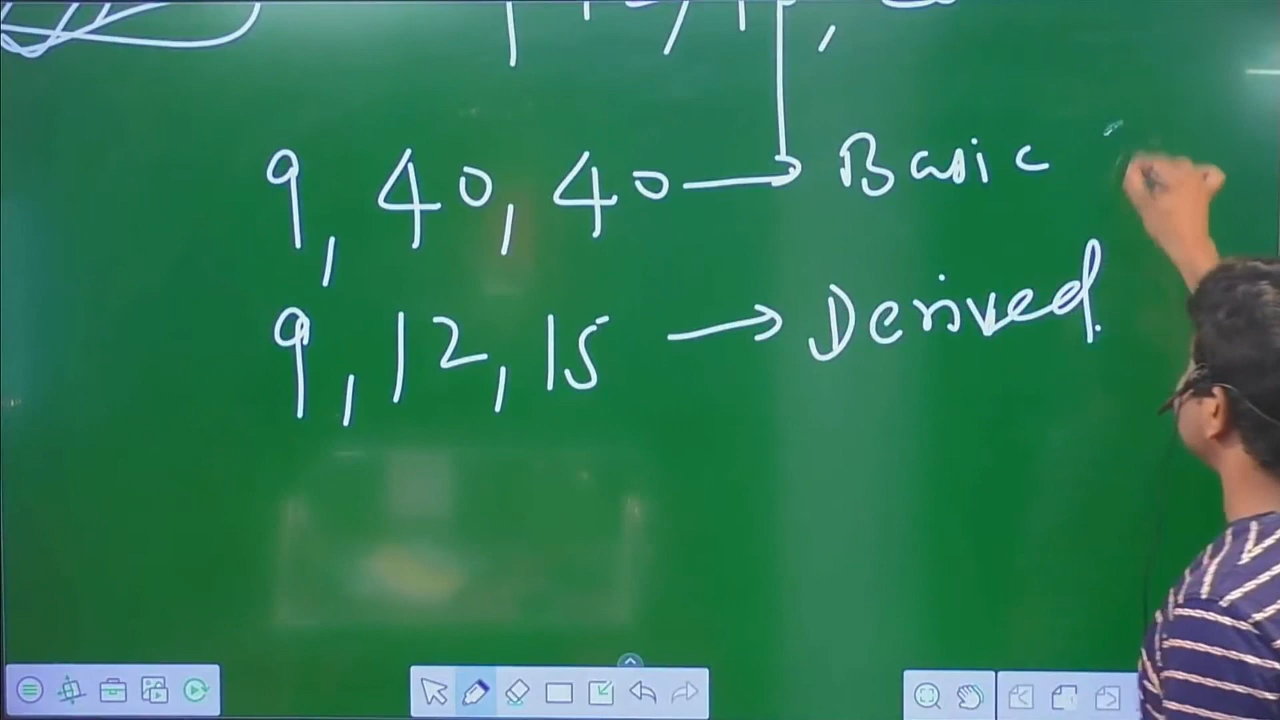 9, 40, 40 → Basic
9, 12, 15 → Derived.